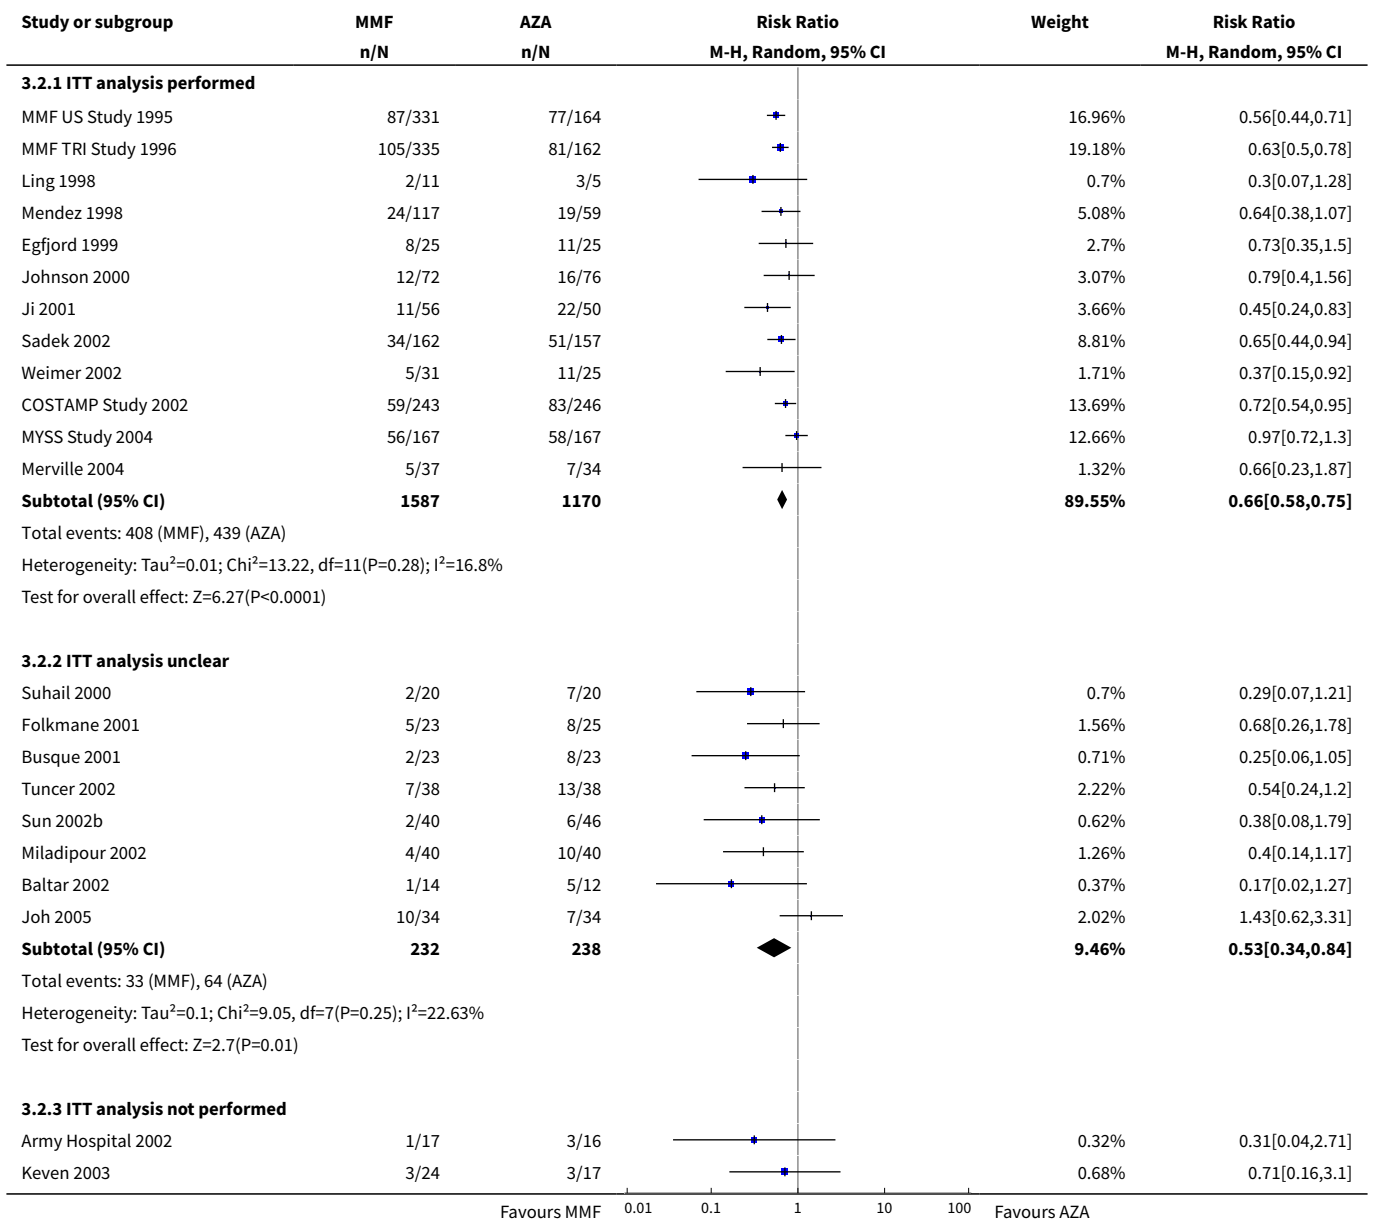 Study or subgroup MMF AZA Risk Ratio Weight Risk Ratio
n/N n/N M-H, Random, 95% CI M-H, Random, 95% CI
3.2.1 ITT analysis performed
MMF US Study 1995 87/331 77/164 16.96% 0.56[0.44,0.71]
MMF TRI Study 1996 105/335 81/162 19.18% 0.63[0.5,0.78]
Ling 1998 2/11 3/5 0.7% 0.3[0.07,1.28]
Mendez 1998 24/117 19/59 5.08% 0.64[0.38,1.07]
Egfjord 1999 8/25 11/25 2.7% 0.73[0.35,1.5]
Johnson 2000 12/72 16/76 3.07% 0.79[0.4,1.56]
Ji 2001 11/56 22/50 3.66% 0.45[0.24,0.83]
Sadek 2002 34/162 51/157 8.81% 0.65[0.44,0.94]
Weimer 2002 5/31 11/25 1.71% 0.37[0.15,0.92]
COSTAMP Study 2002 59/243 83/246 13.69% 0.72[0.54,0.95]
MYSS Study 2004 56/167 58/167 12.66% 0.97[0.72,1.3]
Merville 2004 5/37 7/34 1.32% 0.66[0.23,1.87]
Subtotal (95% CI) 1587 1170 89.55% 0.66[0.58,0.75]
Total events: 408 (MMF), 439 (AZA)
Heterogeneity: Tau²=0.01; Chi²=13.22, df=11(P=0.28); I²=16.8%
Test for overall effect: Z=6.27(P<0.0001)
3.2.2 ITT analysis unclear
Suhail 2000 2/20 7/20 0.7% 0.29[0.07,1.21]
Folkmane 2001 5/23 8/25 1.56% 0.68[0.26,1.78]
Busque 2001 2/23 8/23 0.71% 0.25[0.06,1.05]
Tuncer 2002 7/38 13/38 2.22% 0.54[0.24,1.2]
Sun 2002b 2/40 6/46 0.62% 0.38[0.08,1.79]
Miladipour 2002 4/40 10/40 1.26% 0.4[0.14,1.17]
Baltar 2002 1/14 5/12 0.37% 0.17[0.02,1.27]
Joh 2005 10/34 7/34 2.02% 1.43[0.62,3.31]
Subtotal (95% CI) 232 238 9.46% 0.53[0.34,0.84]
Total events: 33 (MMF), 64 (AZA)
Heterogeneity: Tau²=0.1; Chi²=9.05, df=7(P=0.25); I²=22.63%
Test for overall effect: Z=2.7(P=0.01)
3.2.3 ITT analysis not performed
Army Hospital 2002 1/17 3/16 0.32% 0.31[0.04,2.71]
Keven 2003 3/24 3/17 0.68% 0.71[0.16,3.1]
Favours MMF 0.01 0.1 1 10 100 Favours AZA